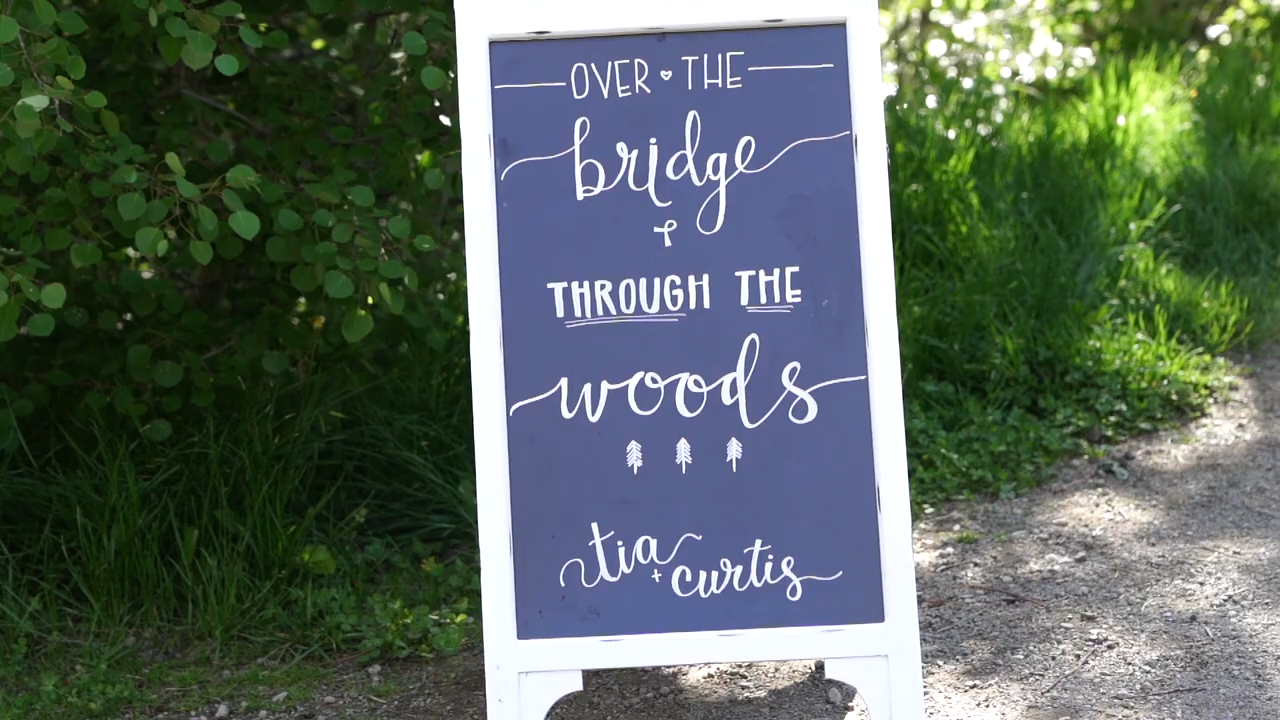 OVER ♥ THE
bridge
+
THROUGH THE
woods
tia + curtis